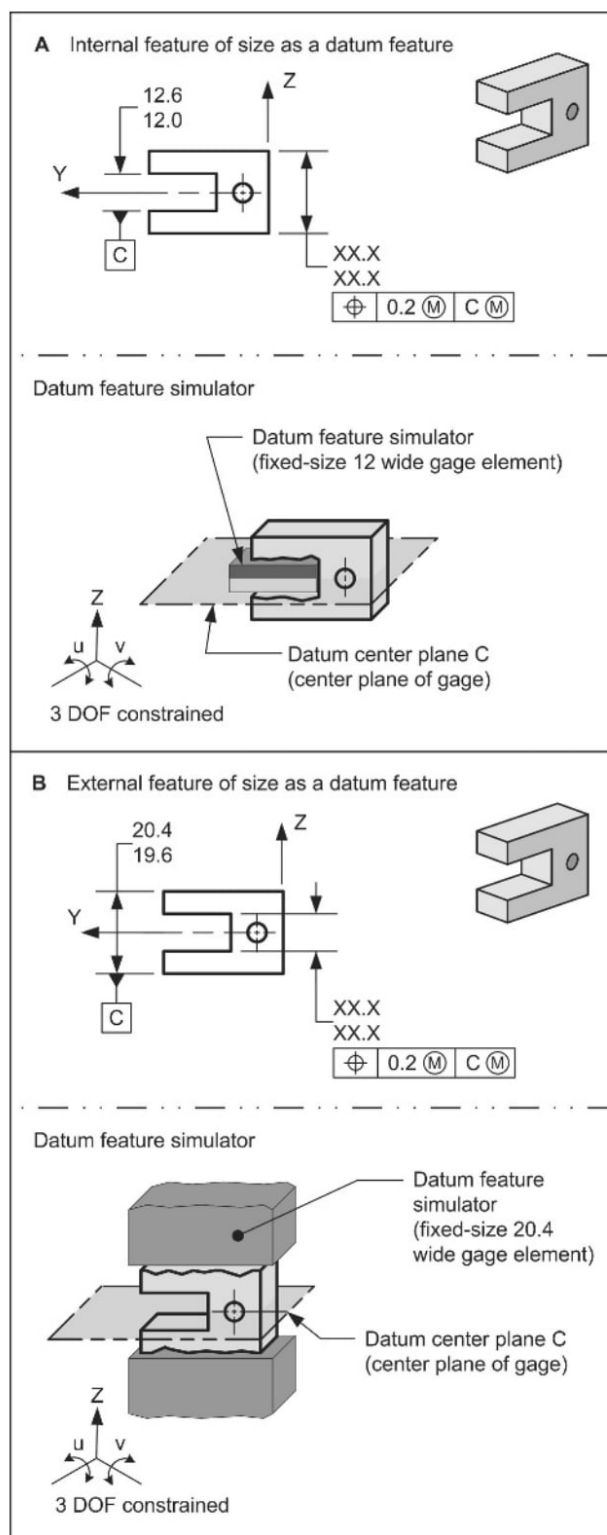 A Internal feature of size as a datum feature
12.6
12.0
Z
Y
C
XX.X
XX.X
⌖ 0.2 Ⓜ C Ⓜ
Datum feature simulator
Datum feature simulator
(fixed-size 12 wide gage element)
Z
u v
Datum center plane C
(center plane of gage)
3 DOF constrained
B External feature of size as a datum feature
20.4
19.6
Z
Y
C
XX.X
XX.X
⌖ 0.2 Ⓜ C Ⓜ
Datum feature simulator
Datum feature
simulator
(fixed-size 20.4
wide gage element)
Datum center plane C
(center plane of gage)
Z
u v
3 DOF constrained